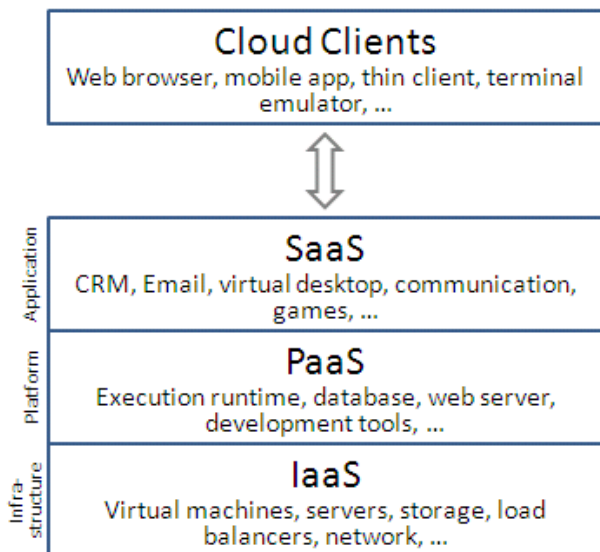 Cloud Clients
Web browser, mobile app, thin client, terminal
emulator, ...
Application
SaaS
CRM, Email, virtual desktop, communication,
games, ...
Platform
PaaS
Execution runtime, database, web server,
development tools, ...
Infra-
structure
IaaS
Virtual machines, servers, storage, load
balancers, network, ...